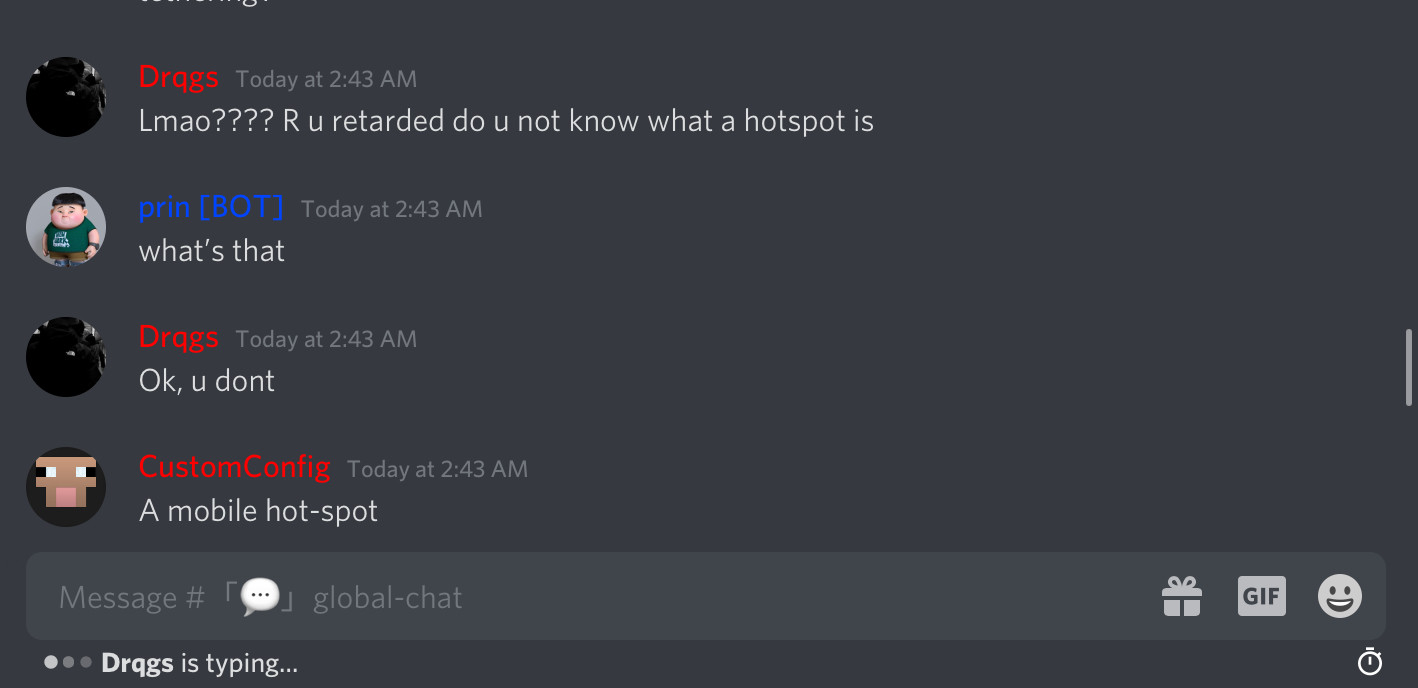 Drqgs Today at 2:43 AM
Lmao???? R u retarded do u not know what a hotspot is
prin [BOT] Today at 2:43 AM
what's that
Drqgs Today at 2:43 AM
Ok, u dont
CustomConfig Today at 2:43 AM
A mobile hot-spot
Message #「💬」global-chat
GIF
Drqgs is typing...